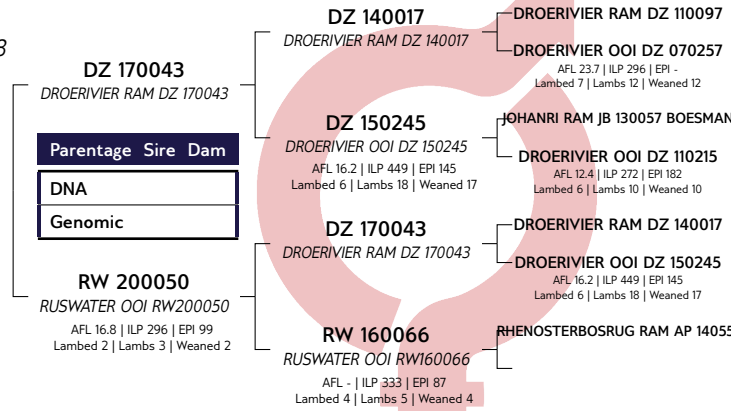 3
DZ 170043
DROERIVIER RAM DZ 170043
Parentage Sire Dam
DNA
Genomic
RW 200050
RUSWATER OOI RW200050
AFL 16.8 | ILP 296 | EPI 99
Lambed 2 | Lambs 3 | Weaned 2
DZ 140017
DROERIVIER RAM DZ 140017
DZ 150245
DROERIVIER OOI DZ 150245
AFL 16.2 | ILP 449 | EPI 145
Lambed 6 | Lambs 18 | Weaned 17
DZ 170043
DROERIVIER RAM DZ 170043
RW 160066
RUSWATER OOI RW160066
AFL - | ILP 333 | EPI 87
Lambed 4 | Lambs 5 | Weaned 4
DROERIVIER RAM DZ 110097
DROERIVIER OOI DZ 070257
AFL 23.7 | ILP 296 | EPI -
Lambed 7 | Lambs 12 | Weaned 12
JOHANRI RAM JB 130057 BOESMAN
DROERIVIER OOI DZ 110215
AFL 12.4 | ILP 272 | EPI 182
Lambed 6 | Lambs 10 | Weaned 10
DROERIVIER RAM DZ 140017
DROERIVIER OOI DZ 150245
AFL 16.2 | ILP 449 | EPI 145
Lambed 6 | Lambs 18 | Weaned 17
RHENOSTERBOSRUG RAM AP 14055